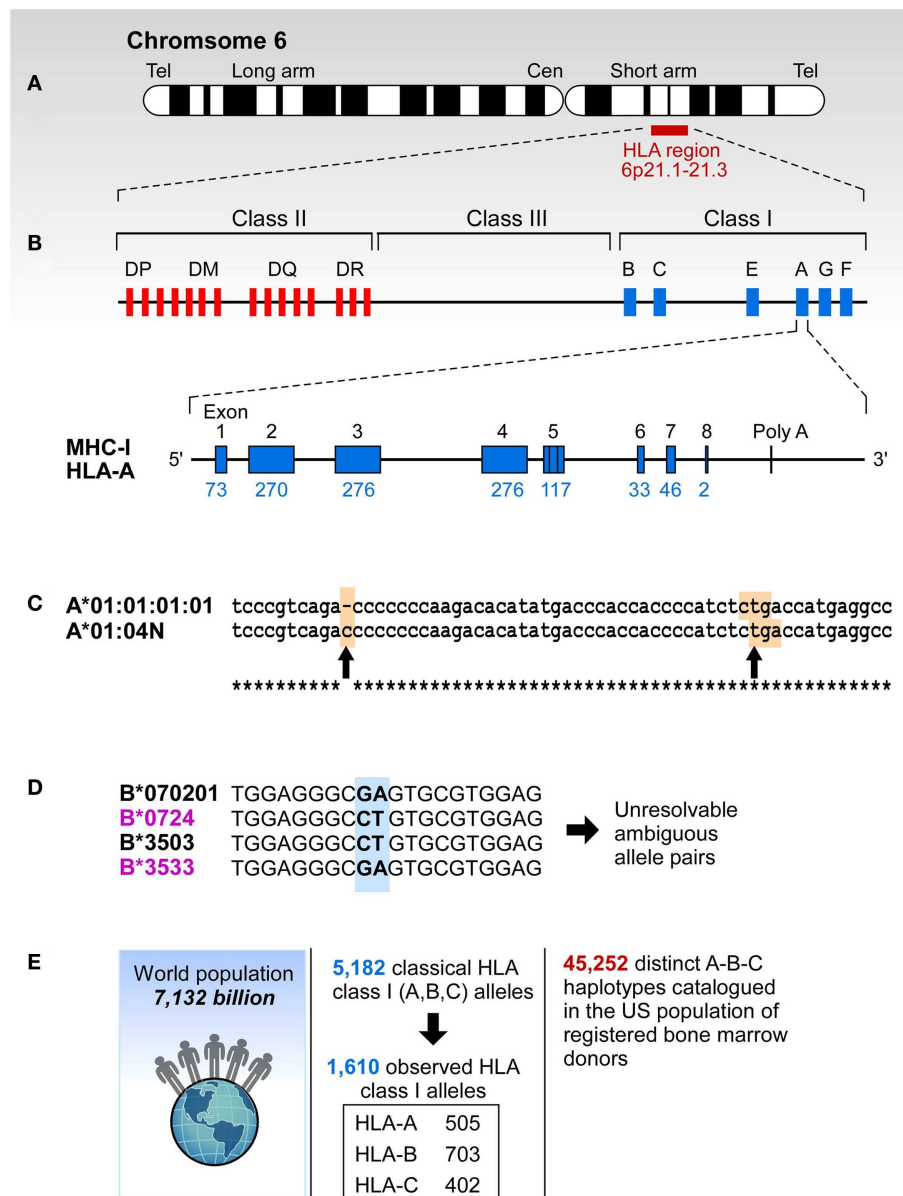 Chromsome 6
A
Tel Long arm Cen Short arm Tel
HLA region
6p21.1-21.3
B
Class II Class III Class I
DP DM DQ DR B C E A G F
Exon
1 2 3 4 5 6 7 8 Poly A
MHC-I
HLA-A
5' 3'
73 270 276 276 117 33 46 2
C
A*01:01:01:01 tcccgtcaga-cccccccaagacacatatgacccaccaccccatctctgaccatgaggcc
A*01:04N tcccgtcagacccccccaagacacatatgacccaccaccccatctctgaccatgaggcc
********** *************************************************
D
B*070201 TGGAGGGCGAGTGCGTGGAG
B*0724 TGGAGGGCCTGTGCGTGGAG
B*3503 TGGAGGGCCTGTGCGTGGAG
B*3533 TGGAGGGCGAGTGCGTGGAG
Unresolvable
ambiguous
allele pairs
E
World population
7,132 billion
5,182 classical HLA
class I (A,B,C) alleles
1,610 observed HLA
class I alleles
HLA-A 505
HLA-B 703
HLA-C 402
45,252 distinct A-B-C
haplotypes catalogued
in the US population of
registered bone marrow
donors